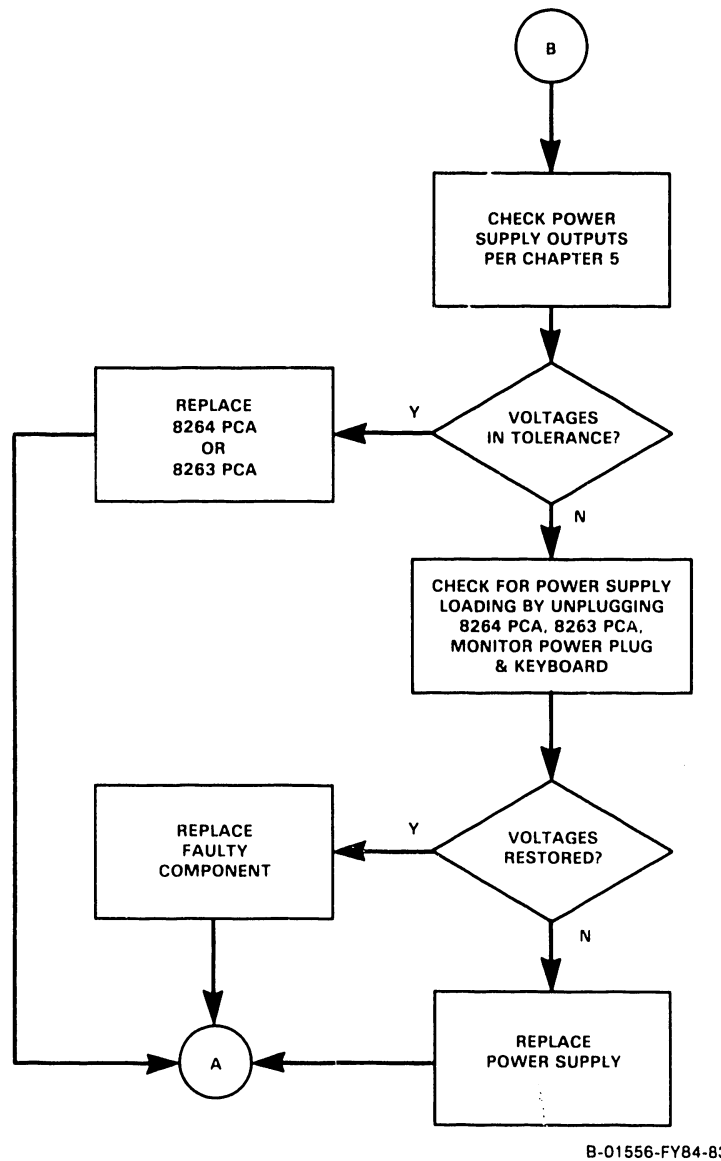 B
CHECK POWER
SUPPLY OUTPUTS
PER CHAPTER 5
REPLACE
8264 PCA
OR
8263 PCA
Y
VOLTAGES
IN TOLERANCE?
N
CHECK FOR POWER SUPPLY
LOADING BY UNPLUGGING
8264 PCA, 8263 PCA,
MONITOR POWER PLUG
& KEYBOARD
REPLACE
FAULTY
COMPONENT
Y
VOLTAGES
RESTORED?
N
A
REPLACE
POWER SUPPLY
B-01556-FY84-83